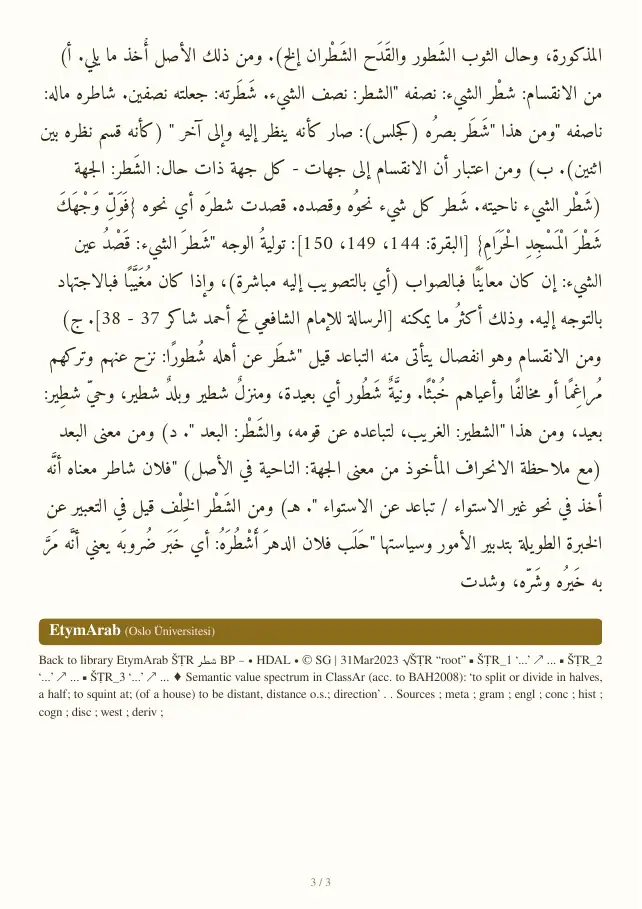 المذكورة، وحال الثوب الشَطور والقَدَح الشَطْران إلخ). ومن ذلك الأصل أُخذ ما يلي. أ)
من الانقسام: شطْر الشيء: نصفه "الشطر: نصف الشيء. شَطَرته: جعلته نصفين. شاطره ماله:
ناصفه "ومن هذا "شَطَر بصرُه (كجلس): صار كأنه ينظر إليه وإلى آخر " (كأنه قسم نظره بين
اثنين). ب) ومن اعتبار أن الانقسام إلى جهات - كل جهة ذات حال: الشَطر: الجهة
(شَطْر الشيء ناحيته. شَطر كل شيء نحوُه وقصده. قصدت شطرَه أي نحوه {فَوَلِّ وَجْهَكَ
شَطْرَ الْمَسْجِدِ الْحَرَامِ} [البقرة: 144، 149، 150]: توليةُ الوجه "شطرَ الشيء: قَصْدُ عين
الشيَء: إن كان معايَنًا فبالصواب (أي بالتصويب إليه مباشرة)، وإذا كان مُغَيَّبًا فبالاجتهاد
بالتوجه إليه. وذلك أكثرُ ما يمكنه [الرسالة للإمام الشافعي تح أحمد شاكر 37 - 38]. ج)
ومن الانقسام وهو انفصال يتأتى منه التباعد قيل "شطَر عن أهله شُطورًا: نزح عنهم وتركهم
مُراغِمًا أو مخالفًا وأعياهم خُبْثًا. ونيَّةٌ شَطُور أي بعيدة، ومنزلٌ شطير وبلدٌ شطير، وحيّ شطِير:
بعيد، ومن هذا "الشطير: الغريب، لتباعده عن قومه، والشَطْر: البعد ". د) ومن معنى البعد
(مع ملاحظة الانحراف المأخوذ من معنى الجهة: الناحية في الأصل) "فلان شاطر معناه أنَّه
أخذ في نحو غير الاستواء / تباعد عن الاستواء ". هـ) ومن الشَطْر الخِلْف قيل في التعبير عن
الخبرة الطويلة بتدبير الأمور وسياستها "حَلَب فلان الدهرَ أَشْطُرَهُ: أي خَبَر ضُروبَه يعني أنَّه مَرَّ
به خَيرُه وشَرّه، وشدت
EtymArab (Oslo Üniversitesi)
Back to library EtymArab ŠṬR شطر BP – • HDAL • © SG | 31Mar2023 √ŠṬR “root” ▪ ŠṬR_1 ‘...’ ↗ ... ▪ ŠṬR_2
‘...’ ↗ ... ▪ ŠṬR_3 ‘...’ ↗ ... ♦ Semantic value spectrum in ClassAr (acc. to BAH2008): ‘to split or divide in halves,
a half; to squint at; (of a house) to be distant, distance o.s.; direction’ . . Sources ; meta ; gram ; engl ; conc ; hist ;
cogn ; disc ; west ; deriv ;
3 / 3